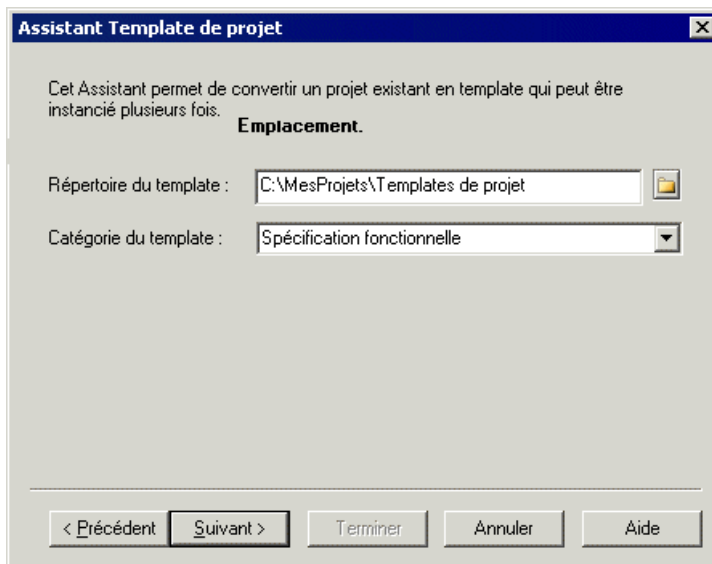 Assistant Template de projet
Cet Assistant permet de convertir un projet existant en template qui peut être
instancié plusieurs fois.
Emplacement.
Répertoire du template : C:\MesProjets\Templates de projet
Catégorie du template : Spécification fonctionnelle
< Précédent Suivant > Terminer Annuler Aide